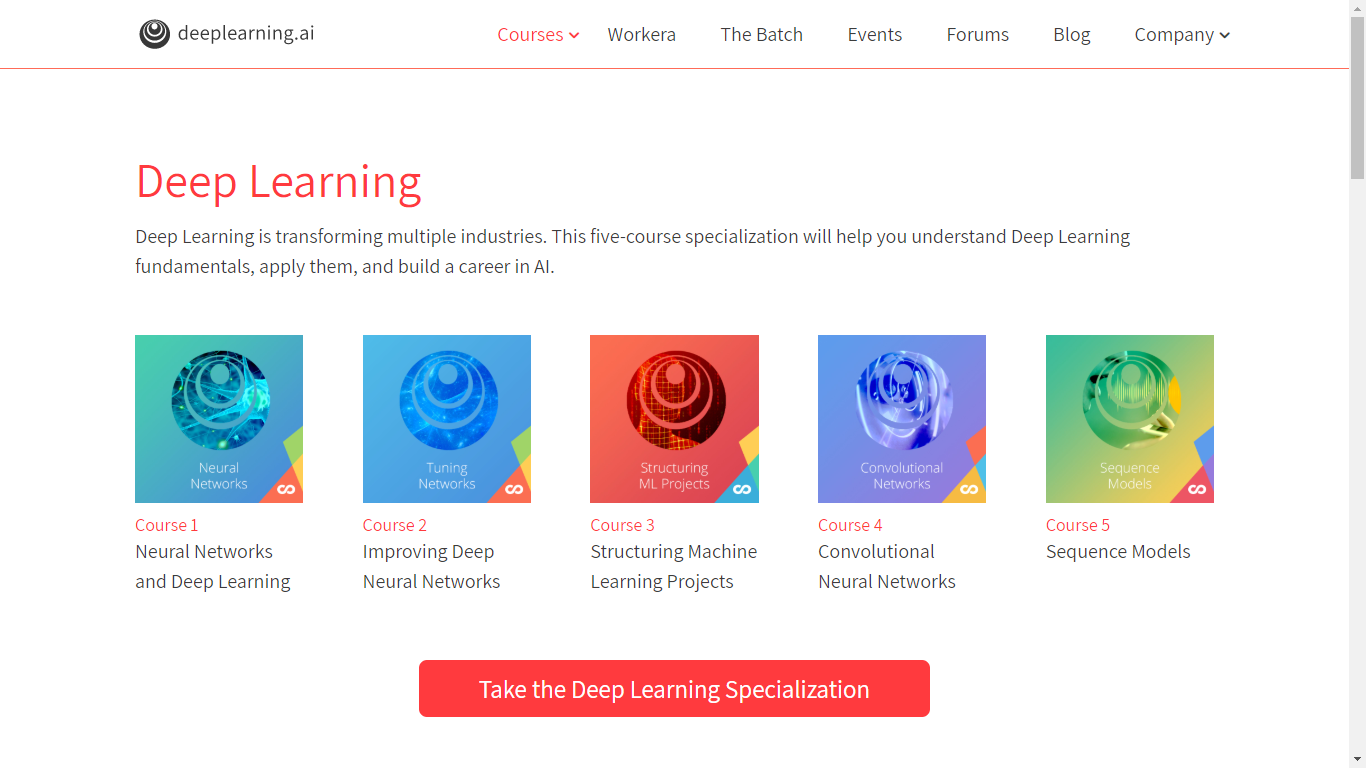 deeplearning.ai
Courses Workera The Batch Events Forums Blog Company
Deep Learning
Deep Learning is transforming multiple industries. This five-course specialization will help you understand Deep Learning
fundamentals, apply them, and build a career in AI.
Neural
Networks
Tuning
Networks
Structuring
ML Projects
Convolutional
Networks
Sequence
Models
Course 1
Neural Networks
and Deep Learning
Course 2
Improving Deep
Neural Networks
Course 3
Structuring Machine
Learning Projects
Course 4
Convolutional
Neural Networks
Course 5
Sequence Models
Take the Deep Learning Specialization